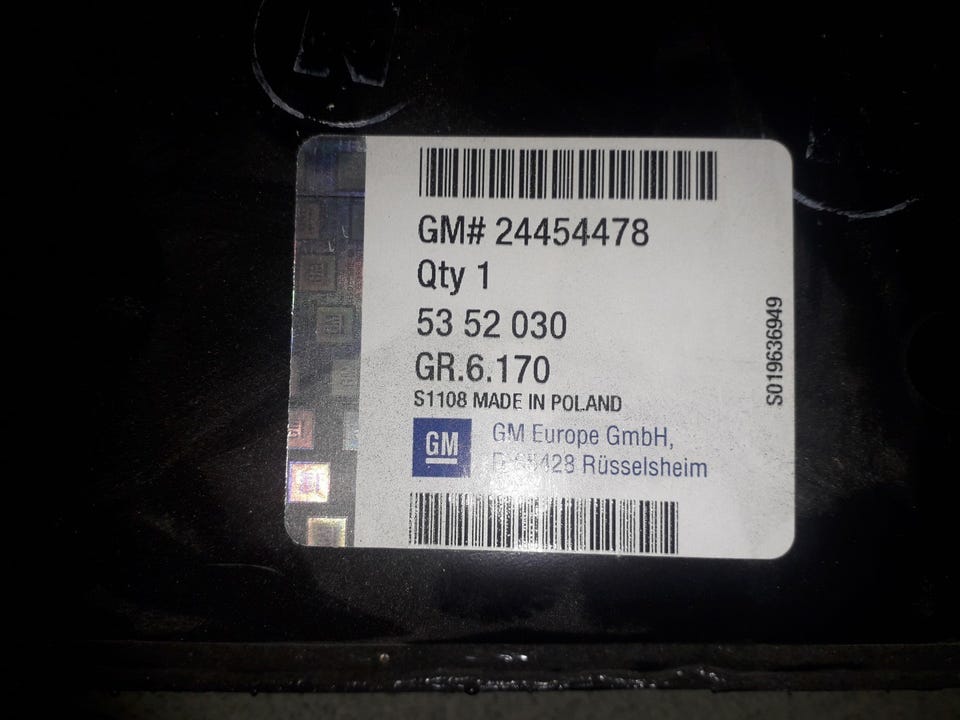 GM# 24454478
Qty 1
53 52 030
GR.6.170
S1108 MADE IN POLAND
GM
GM Europe GmbH,
Rüsselsheim
S019636949